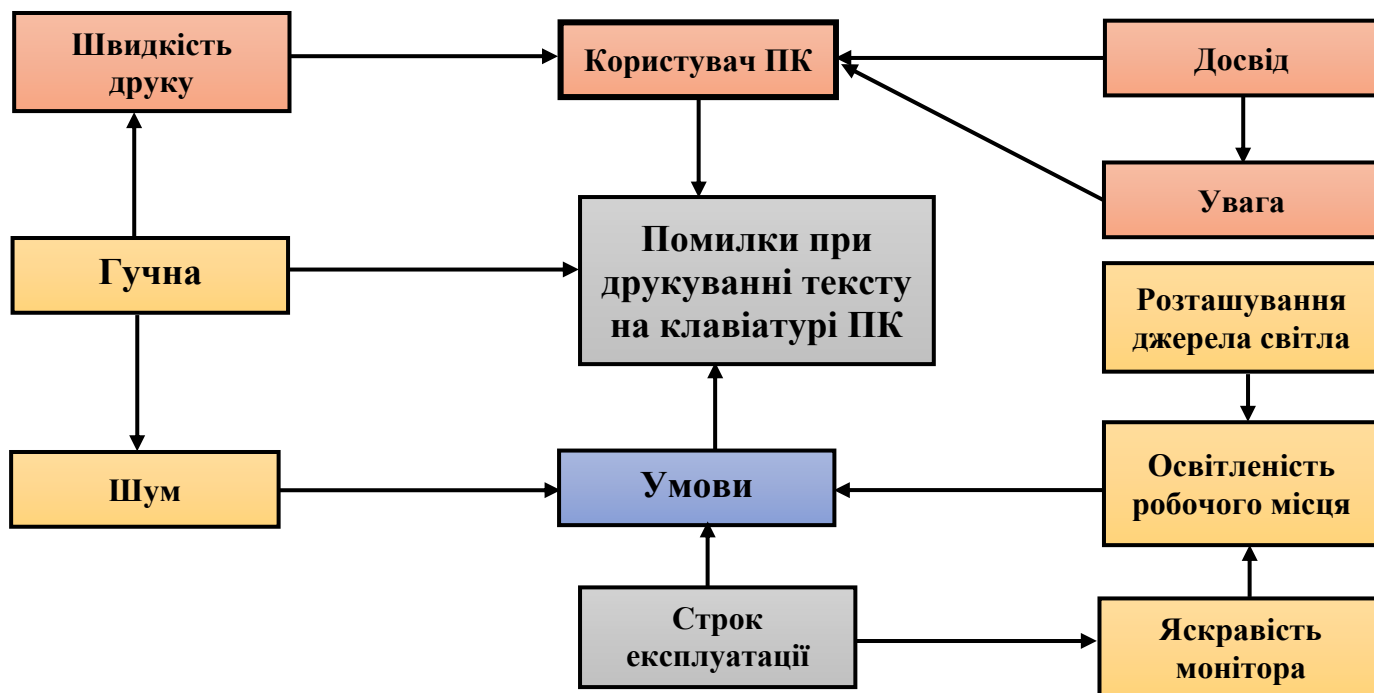 Швидкість
друку
Користувач ПК
Досвід
Увага
Гучна
Помилки при
друкуванні тексту
на клавіатурі ПК
Розташування
джерела світла
Шум
Умови
Освітленість
робочого місця
Строк
експлуатації
Яскравість
монітора